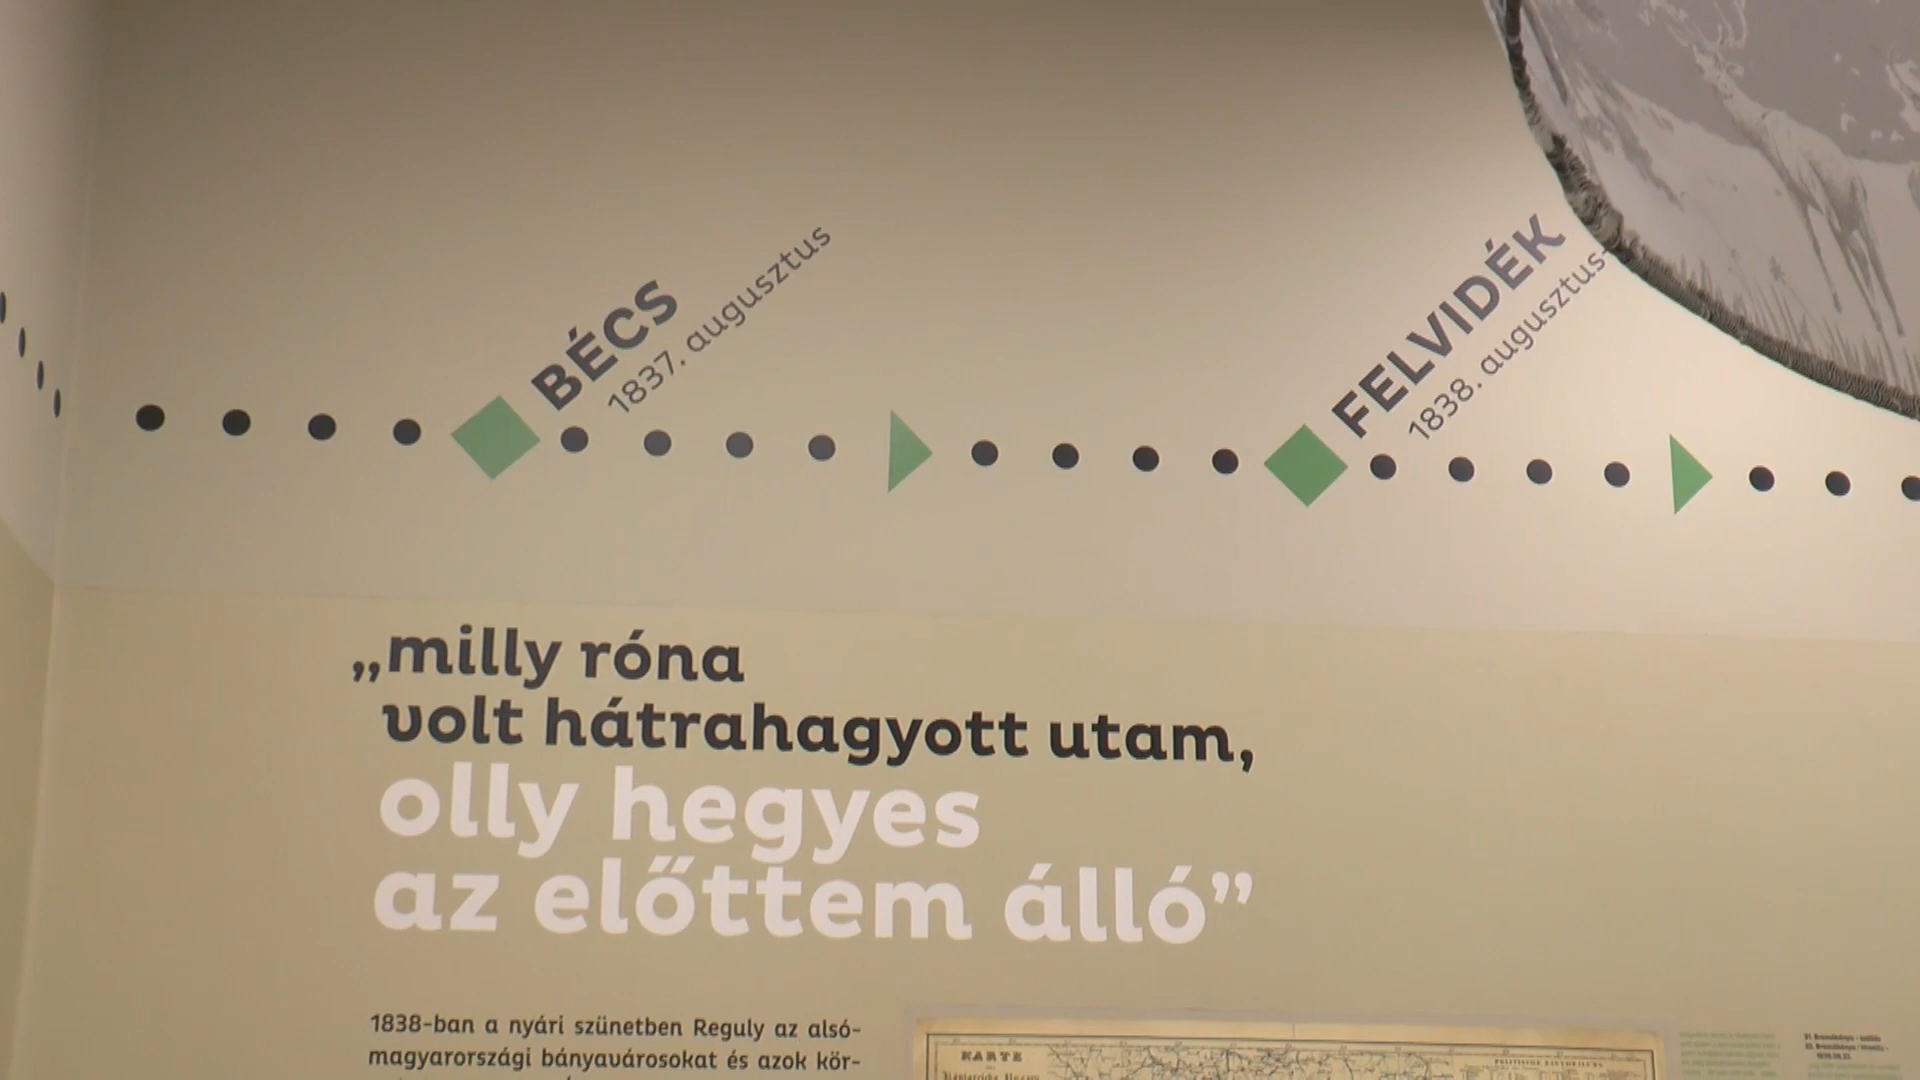 BÉCS
1837. augusztus
FELVIDÉK
1838. augusztus-
„milly róna
volt hátrahagyott utam,
olly hegyes
az előttem álló”
1838-ban a nyári szünetben Reguly az alsó-
magyarországi bányavárosokat és azok kör-
KARTE